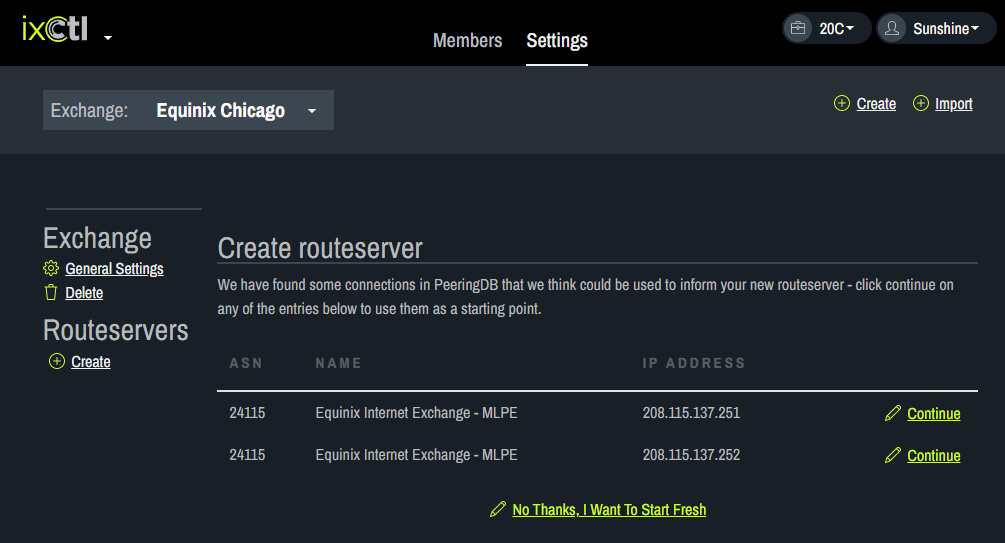 ixCtl
Members Settings
20C Sunshine
Exchange: Equinix Chicago
Create Import
Exchange
General Settings
Delete
Routeservers
Create
Create routeserver
We have found some connections in PeeringDB that we think could be used to inform your new routeserver - click continue on
any of the entries below to use them as a starting point.
ASN NAME IP ADDRESS
24115 Equinix Internet Exchange - MLPE 208.115.137.251 Continue
24115 Equinix Internet Exchange - MLPE 208.115.137.252 Continue
No Thanks, I Want To Start Fresh